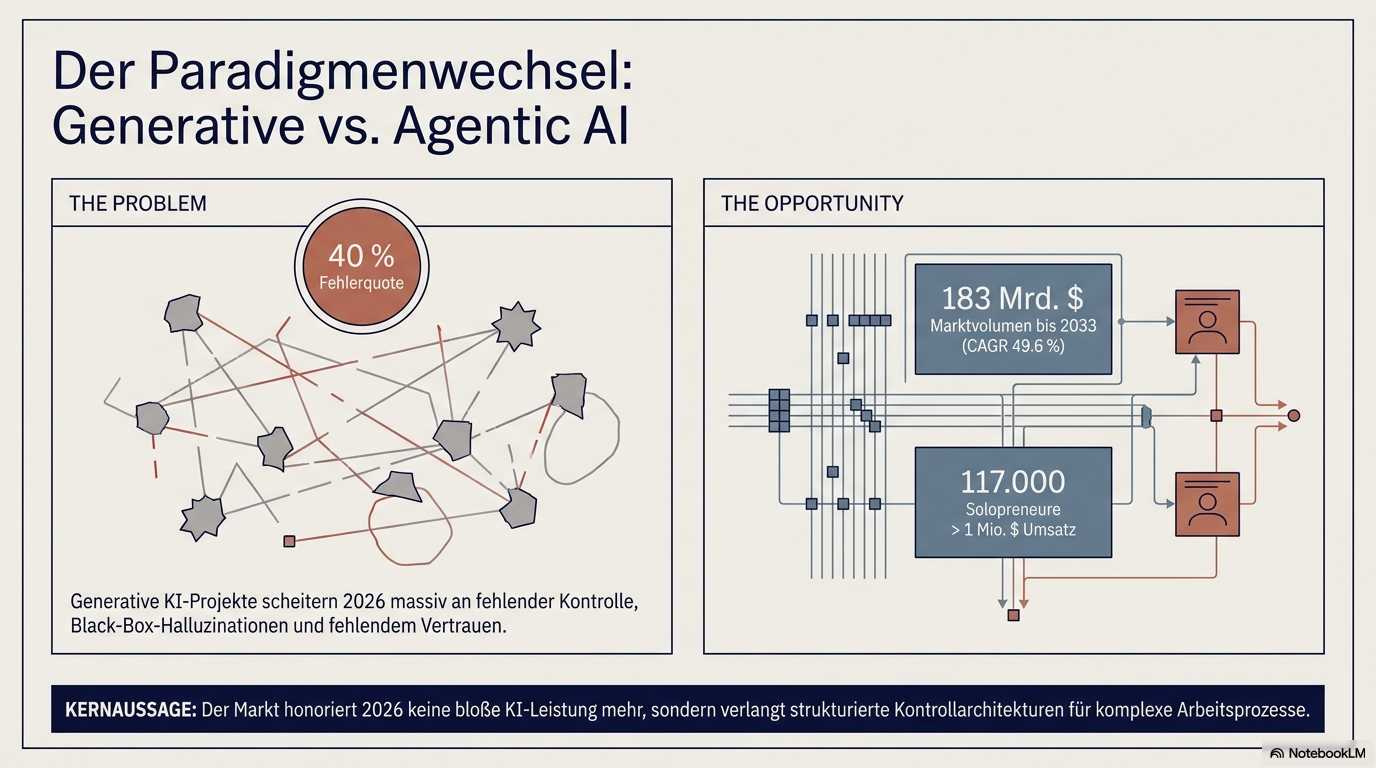 Der Paradigmenwechsel:
Generative vs. Agentic AI
THE PROBLEM
40 %
Fehlerquote
Generative KI-Projekte scheitern 2026 massiv an fehlender Kontrolle,
Black-Box-Halluzinationen und fehlendem Vertrauen.
THE OPPORTUNITY
183 Mrd. $
Marktvolumen bis 2033
(CAGR 49.6 %)
117.000
Solopreneure
> 1 Mio. $ Umsatz
KERNAUSSAGE: Der Markt honoriert 2026 keine bloße KI-Leistung mehr, sondern verlangt strukturierte Kontrollarchitekturen für komplexe Arbeitsprozesse.
NotebookLM